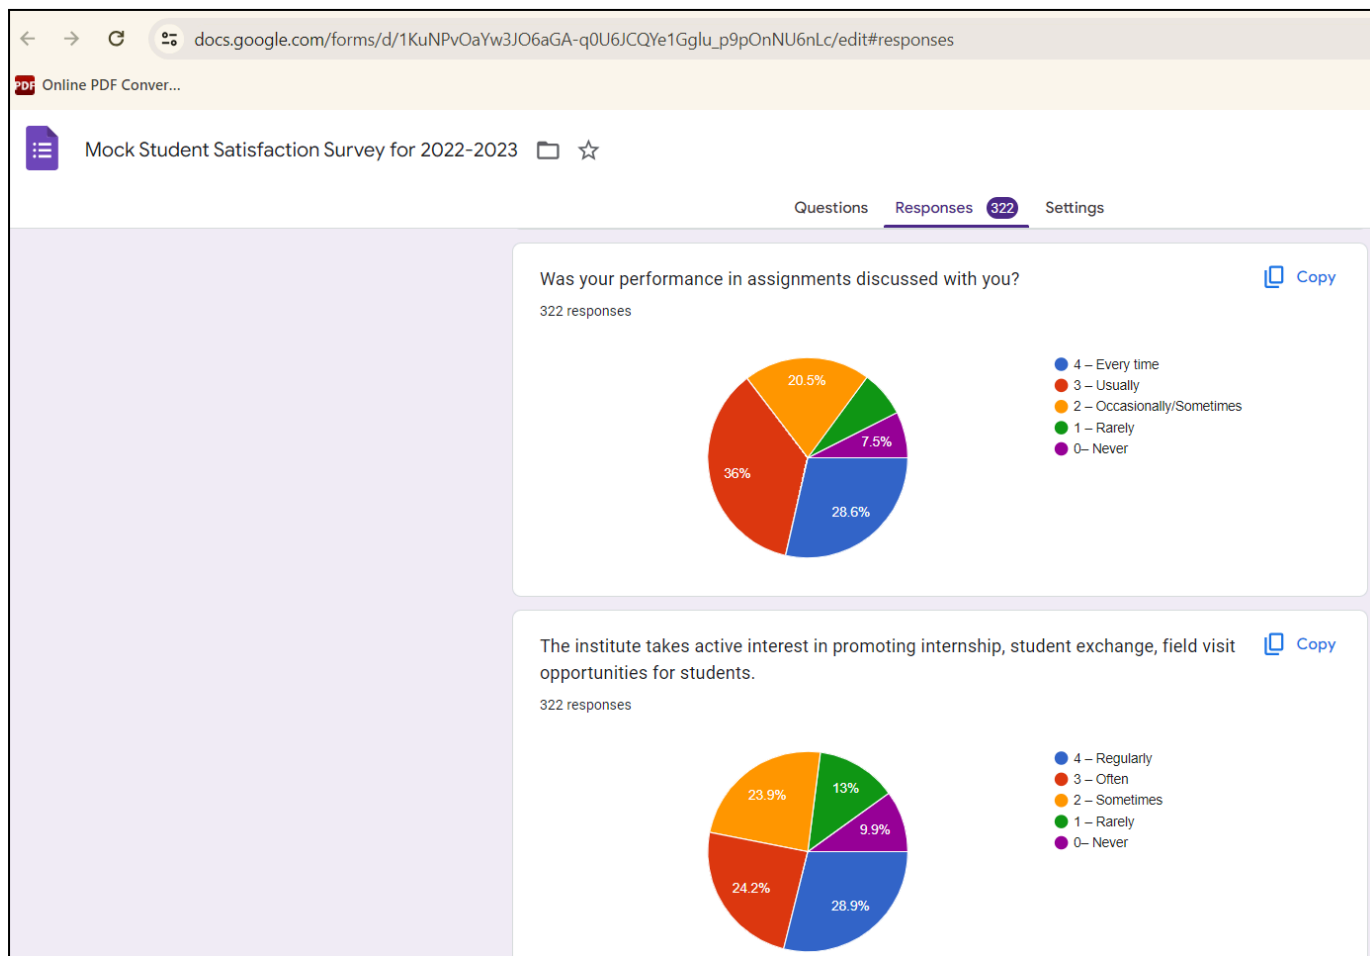 docs.google.com/forms/d/1KuNPvOaYw3JO6aGA-q0U6JCQYe1Gglu_p9pOnNU6nLc/edit#responses
PDF Online PDF Conver...
Mock Student Satisfaction Survey for 2022-2023
Questions Responses 322 Settings
Was your performance in assignments discussed with you?
Copy
322 responses
4 – Every time
3 – Usually
2 – Occasionally/Sometimes
1 – Rarely
0– Never
20.5%
7.5%
36%
28.6%
The institute takes active interest in promoting internship, student exchange, field visit
opportunities for students.
Copy
322 responses
4 – Regularly
3 – Often
2 – Sometimes
1 – Rarely
0– Never
23.9%
13%
9.9%
24.2%
28.9%